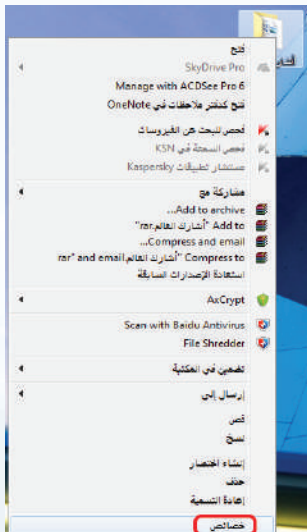 فتح
SkyDrive Pro
Manage with ACDSee Pro 6
فتح كدفتر ملاحظات في OneNote
فحص للبحث عن الفيروسات
فحص السمعة في KSN
مستشار تطبيقات Kaspersky
مشاركة مع
Add to archive...
Add to "أشارك العالم.rar"
Compress and email...
Compress to "أشارك العالم.rar" and email
استعادة الإصدارات السابقة
AxCrypt
Scan with Baidu Antivirus
File Shredder
تضمين في المكتبة
إرسال إلى
قص
نسخ
إنشاء اختصار
حذف
إعادة التسمية
خصائص